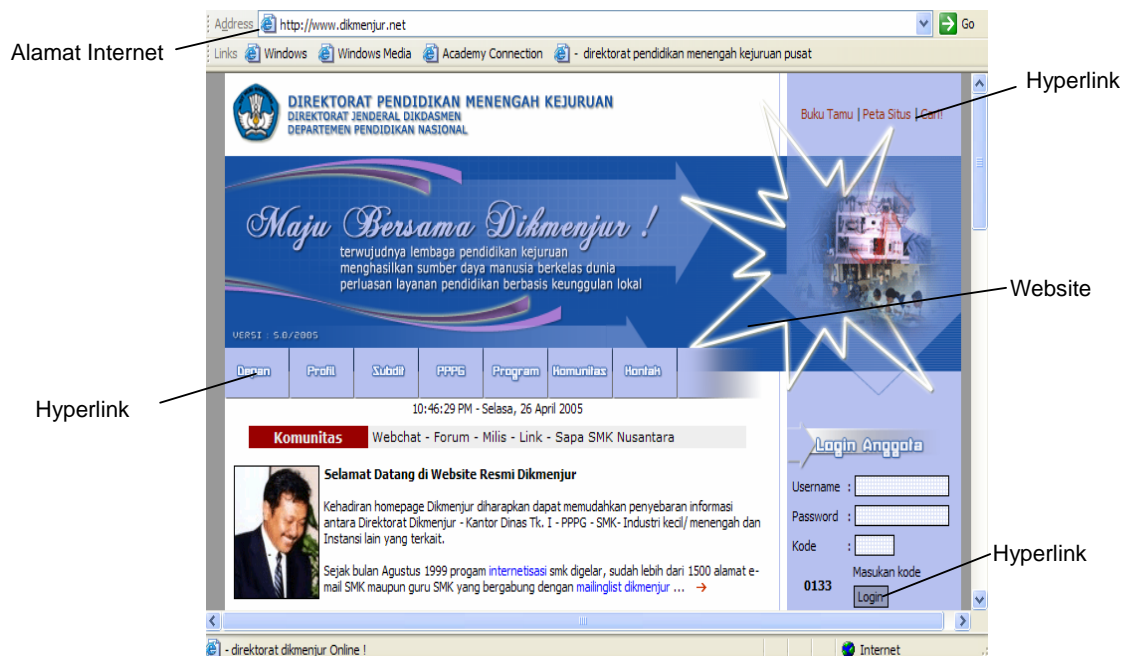 Address http://www.dikmenjur.net Go
Alamat Internet
Links Windows Windows Media Academy Connection - direktorat pendidikan menengah kejuruan pusat
Hyperlink
DIREKTORAT PENDIDIKAN MENENGAH KEJURUAN
DIREKTORAT JENDERAL DIKDASMEN
DEPARTEMEN PENDIDIKAN NASIONAL
Buku Tamu | Peta Situs | Cari!
Maju Bersama Dikmenjur !
terwujudnya lembaga pendidikan kejuruan
menghasilkan sumber daya manusia berkelas dunia
perluasan layanan pendidikan berbasis keunggulan lokal
Website
VERSI : 5.0/2005
Depan Profil Subdit PPPG Program Komunitas Kontak
Hyperlink
10:46:29 PM - Selasa, 26 April 2005
Komunitas Webchat - Forum - Milis - Link - Sapa SMK Nusantara
Login Anggota
Selamat Datang di Website Resmi Dikmenjur
Kehadiran homepage Dikmenjur diharapkan dapat memudahkan penyebaran informasi
antara Direktorat Dikmenjur - Kantor Dinas Tk. I - PPPG - SMK- Industri kecil/ menengah dan
Instansi lain yang terkait.
Sejak bulan Agustus 1999 progam internetisasi smk digelar, sudah lebih dari 1500 alamat e-
mail SMK maupun guru SMK yang bergabung dengan mailinglist dikmenjur ... →
Username :
Password :
Kode :
Hyperlink
Masukan kode
0133
Login
- direktorat dikmenjur Online ! Internet